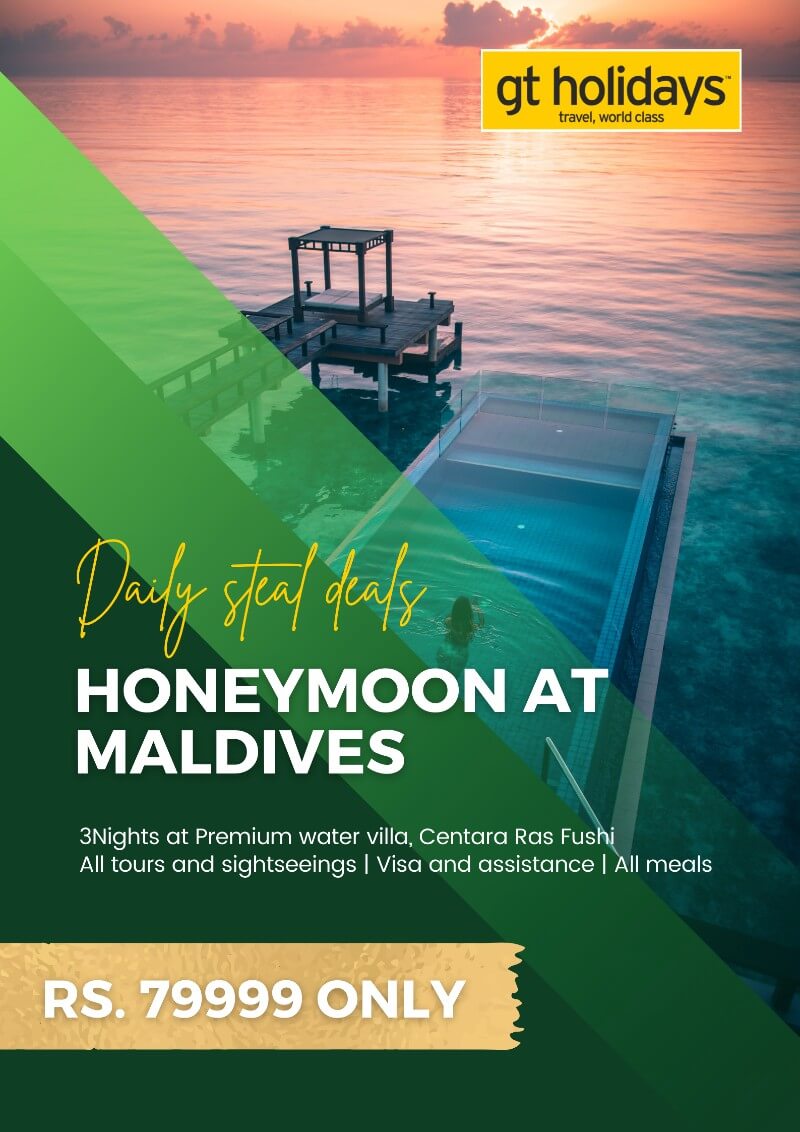 gt holidays™
travel, world class
Daily steal deals
HONEYMOON AT
MALDIVES
3Nights at Premium water villa, Centara Ras Fushi
All tours and sightseeings | Visa and assistance | All meals
RS. 79999 ONLY